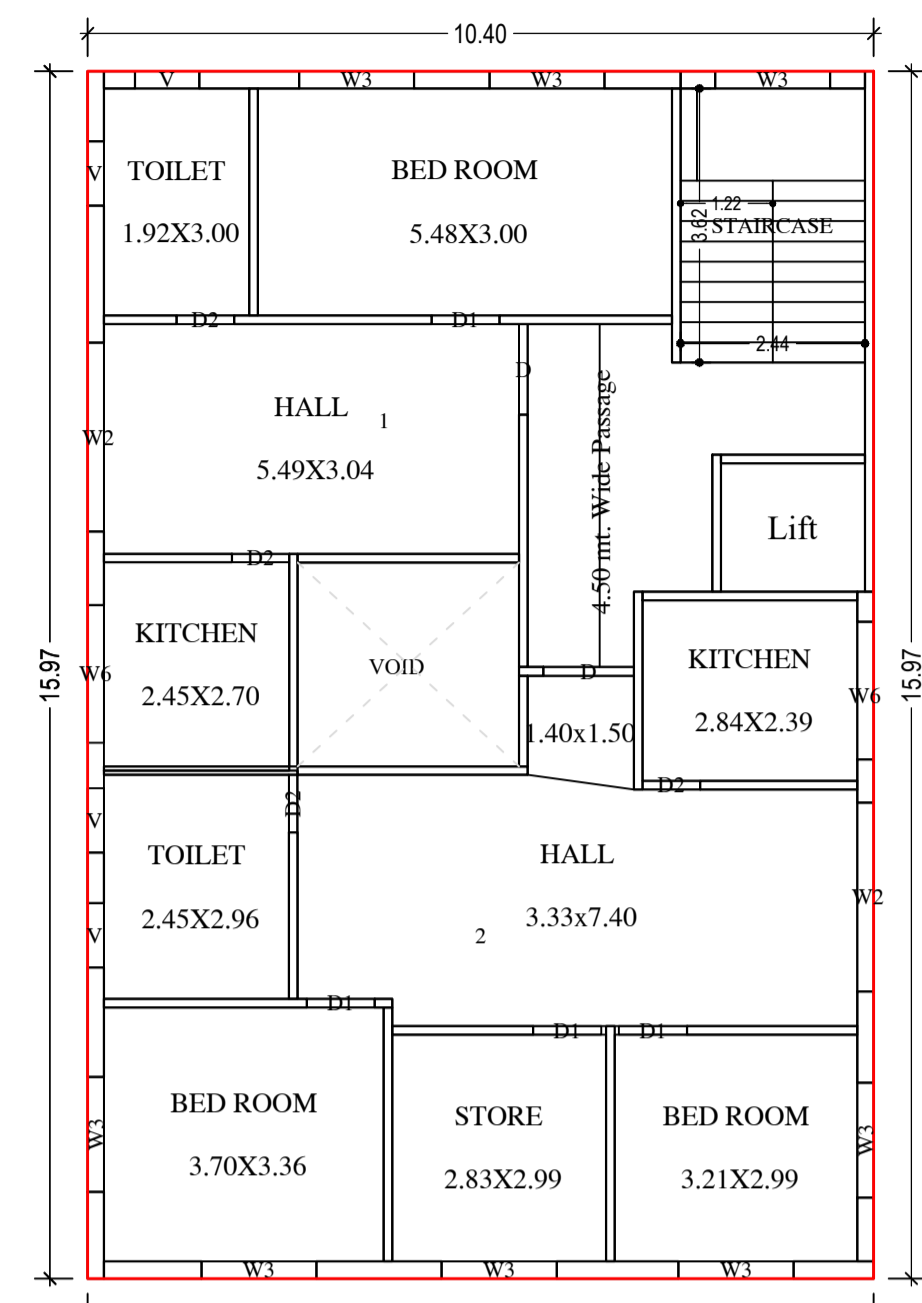 10.40
V
W3
W3
W3
V
TOILET
1.92X3.00
BED ROOM
5.48X3.00
1.22
3.62
STAIRCASE
2.44
D2
D1
D
HALL
1
5.49X3.04
W2
4.50 mt. Wide Passage
Lift
D2
KITCHEN
2.45X2.70
W6
VOID
D
1.40x1.50
KITCHEN
2.84X2.39
W6
15.97
15.97
D2
D2
V
TOILET
2.45X2.96
V
HALL
3.33x7.40
2
W2
D1
D1
D1
BED ROOM
3.70X3.36
W3
STORE
2.83X2.99
BED ROOM
3.21X2.99
W3
W3
W3
W3